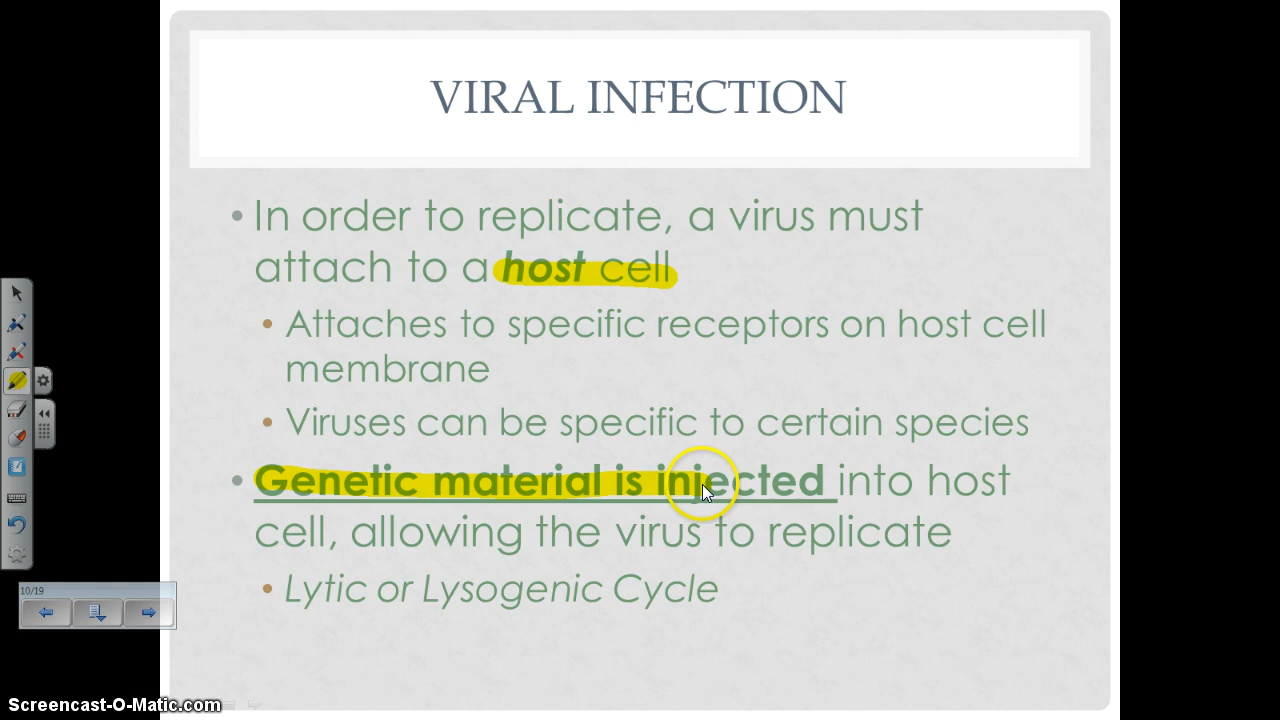 VIRAL INFECTION
• In order to replicate, a virus must
attach to a host cell
• Attaches to specific receptors on host cell
membrane
• Viruses can be specific to certain species
• Genetic material is injected into host
cell, allowing the virus to replicate
• Lytic or Lysogenic Cycle
10/19
Screencast-O-Matic.com